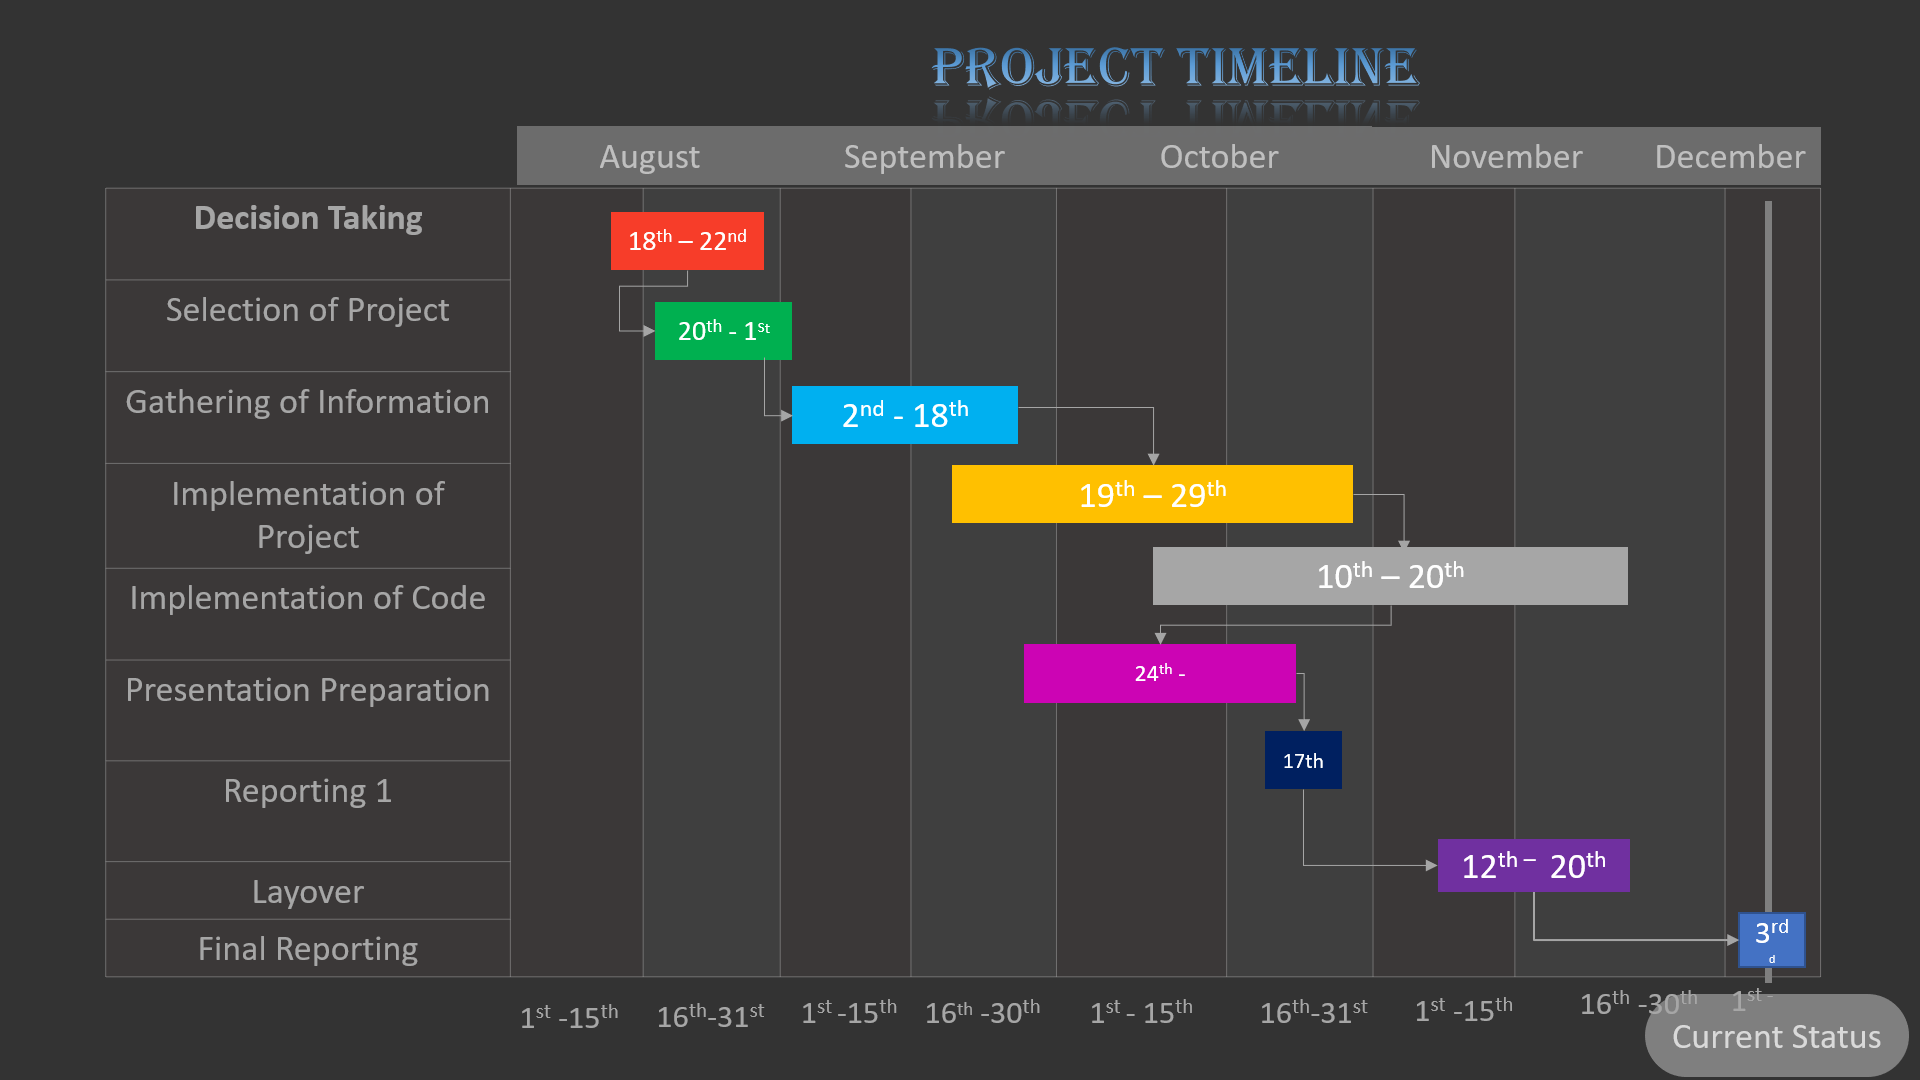 PROJECT TIMELINE
August September October November December
Decision Taking
18th – 22nd
Selection of Project
20th - 1st
Gathering of Information
2nd - 18th
Implementation of
Project
19th – 29th
Implementation of Code
10th – 20th
Presentation Preparation
24th -
Reporting 1
17th
Layover
12th – 20th
Final Reporting
3rd
d
1st -15th 16th-31st 1st -15th 16th -30th 1st - 15th 16th-31st 1st -15th 16th -30th 1st -
Current Status